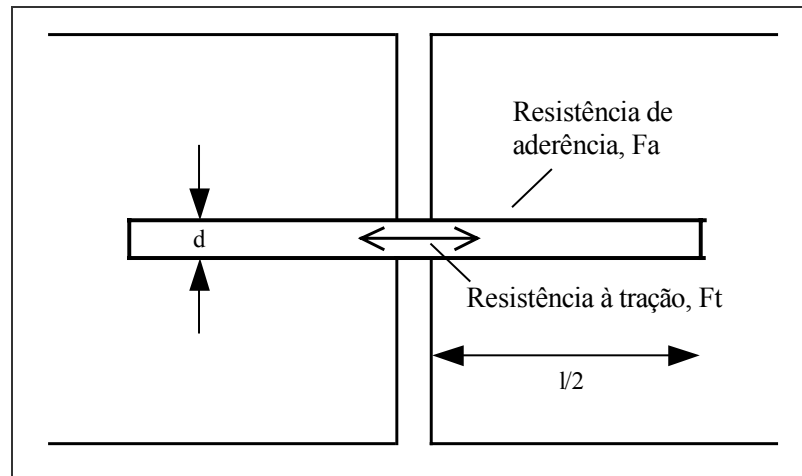 Resistência de
aderência, Fa
d
Resistência à tração, Ft
l/2